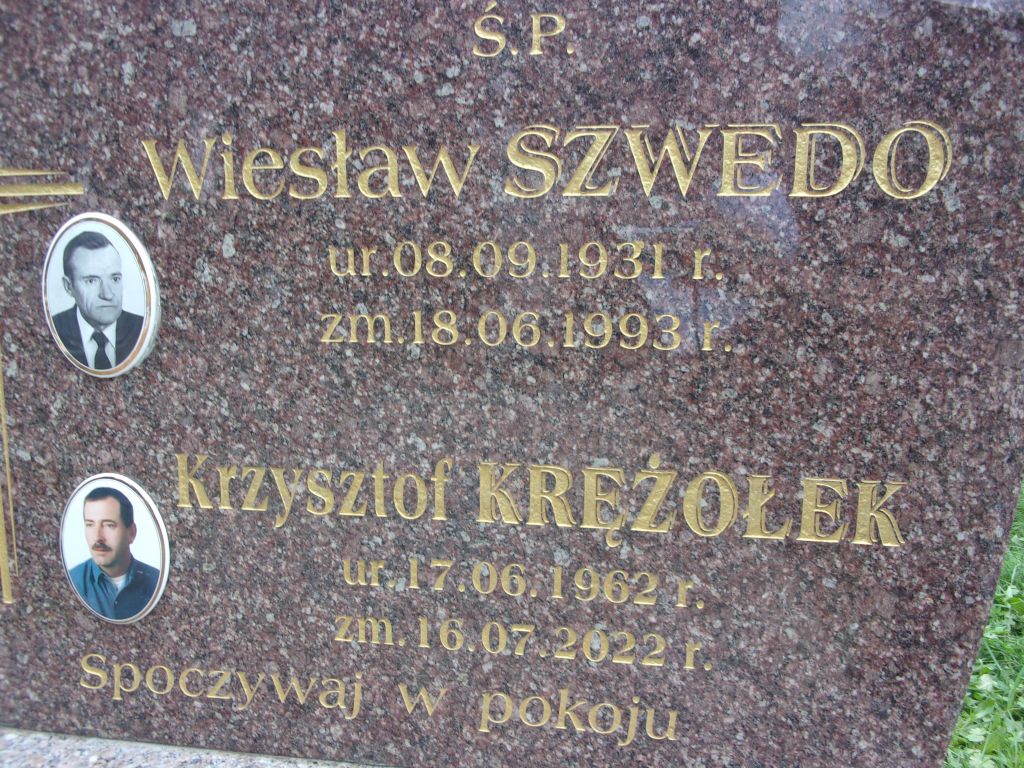 Ś.P.
Wiesław SZWEDO
ur.08.09.1931 r.
zm.18.06.1993 r.
Krzysztof KRĘŻOŁEK
ur.17.06.1962 r.
zm.16.07.2022 r.
Spoczywaj w pokoju